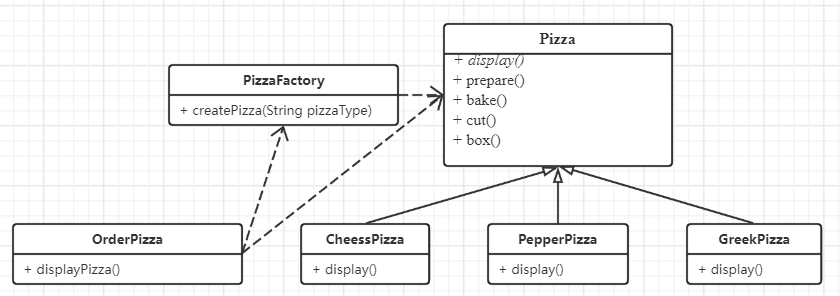 Pizza
+ display()
+ prepare()
+ bake()
+ cut()
+ box()
PizzaFactory
+ createPizza(String pizzaType)
OrderPizza
+ displayPizza()
CheessPizza
+ display()
PepperPizza
+ display()
GreekPizza
+ display()